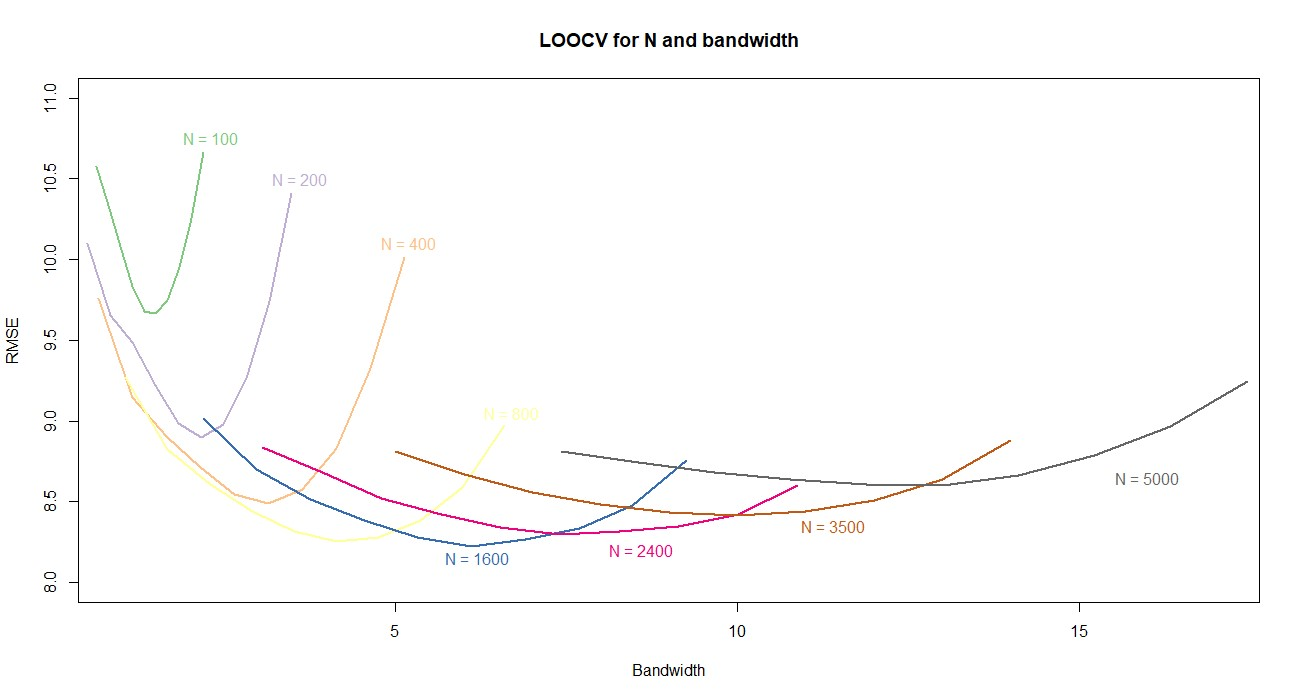 LOOCV for N and bandwidth
11.0
10.5
10.0
9.5
9.0
8.5
8.0
RMSE
N = 100
N = 200
N = 400
N = 800
N = 5000
N = 3500
N = 2400
N = 1600
5
10
15
Bandwidth